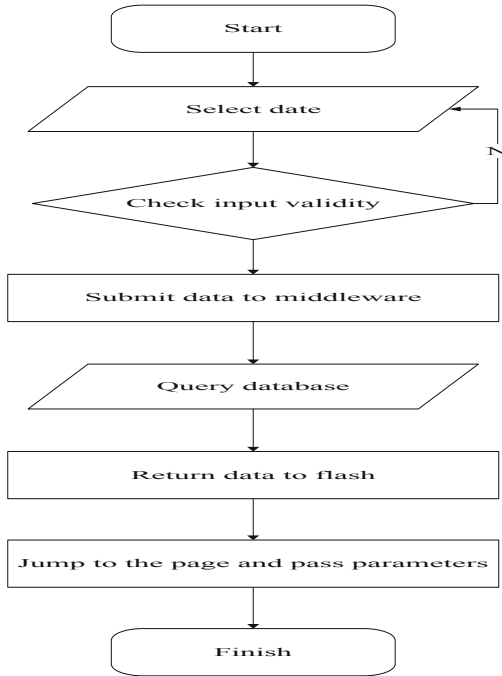 Start
Select date
Check input validity
N
Submit data to middleware
Query database
Return data to flash
Jump to the page and pass parameters
Finish